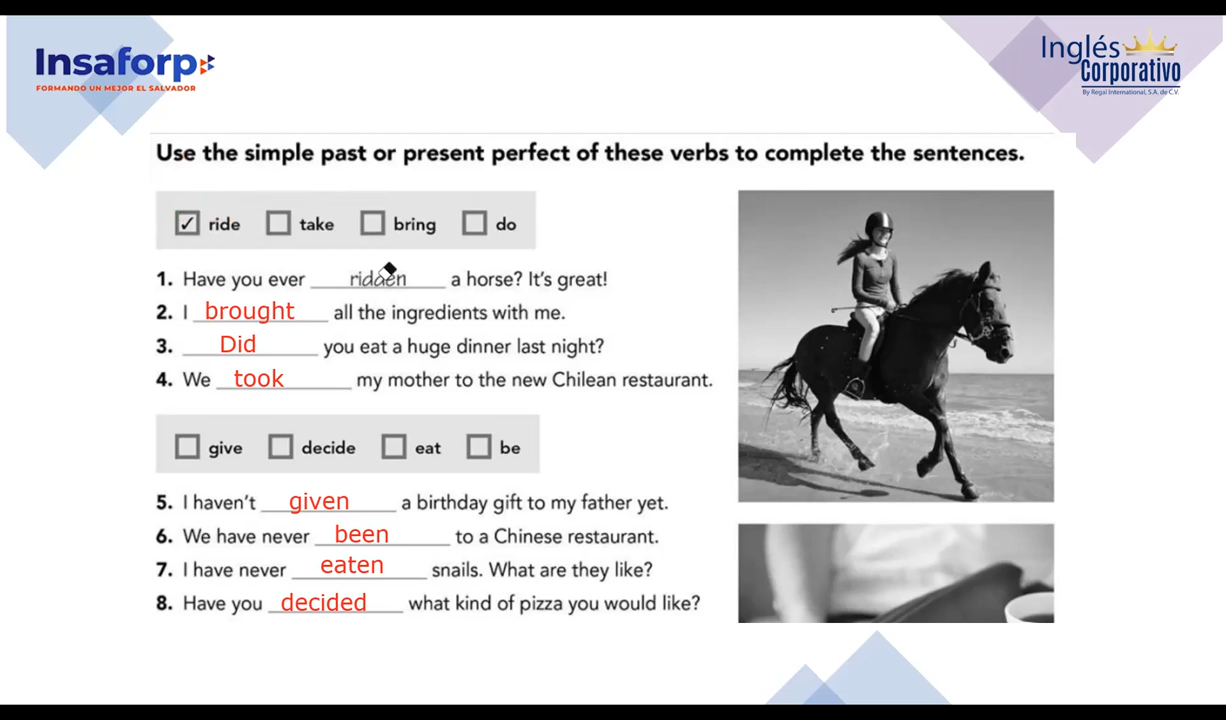 Insaforp
FORMANDO UN MEJOR EL SALVADOR
Inglés
Corporativo
By Regal International, S.A. de C.V.
Use the simple past or present perfect of these verbs to complete the sentences.
✓ ride take bring do
1. Have you ever ridden a horse? It's great!
2. I brought all the ingredients with me.
3. Did you eat a huge dinner last night?
4. We took my mother to the new Chilean restaurant.
give decide eat be
5. I haven't given a birthday gift to my father yet.
6. We have never been to a Chinese restaurant.
7. I have never eaten snails. What are they like?
8. Have you decided what kind of pizza you would like?